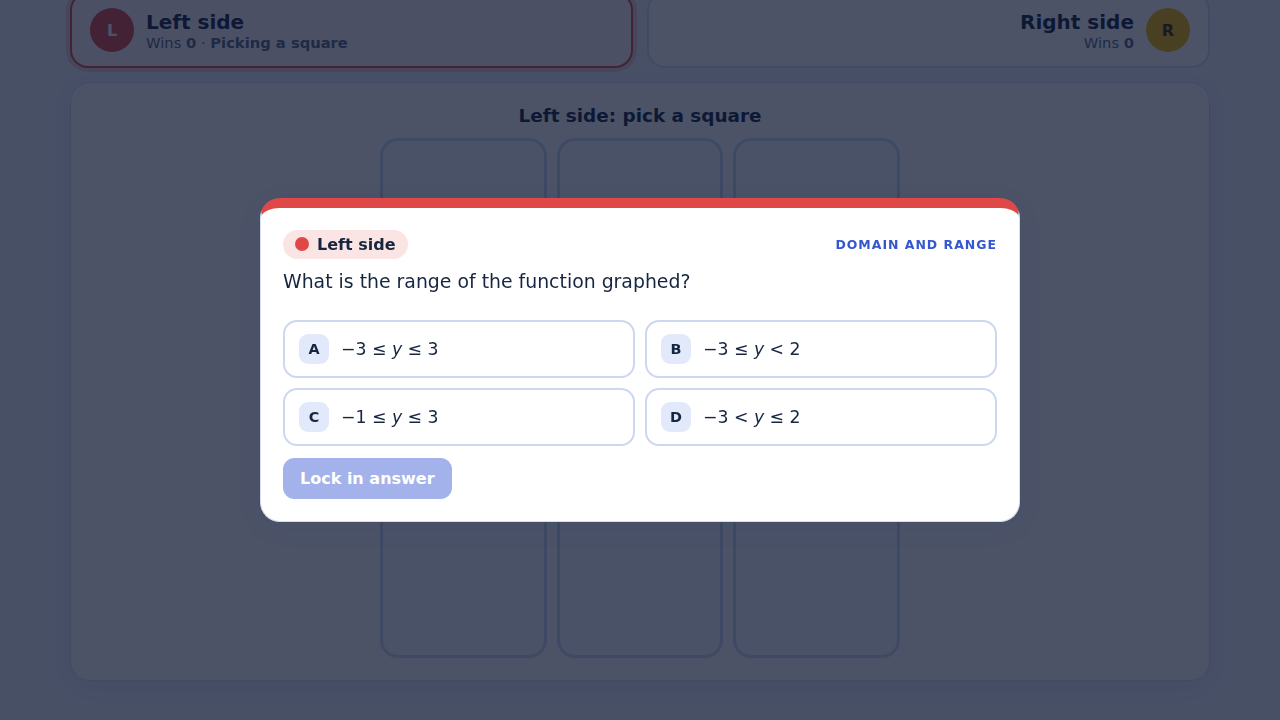 L
Left side
Wins 0 · Picking a square
Right side
Wins 0
R
Left side: pick a square
Left side
DOMAIN AND RANGE
What is the range of the function graphed?
A −3 ≤ y ≤ 3
B −3 ≤ y < 2
C −1 ≤ y ≤ 3
D −3 < y ≤ 2
Lock in answer